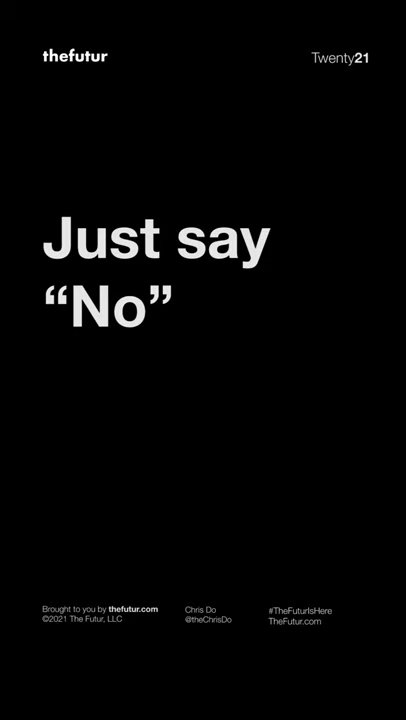 thefutur
Twenty21
Just say
“No”
Brought to you by thefutur.com
©2021 The Futur, LLC
Chris Do
@theChrisDo
#TheFuturIsHere
TheFutur.com